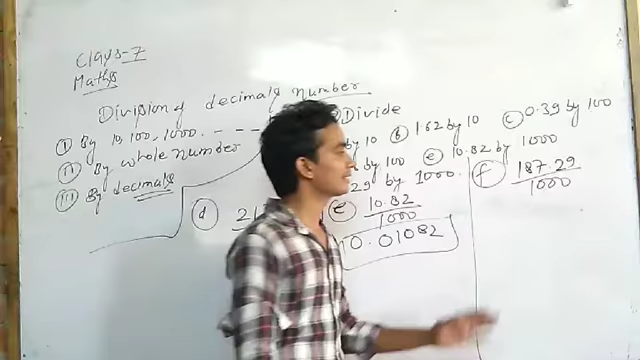 Class-7
Maths
Division of decimals number
(I) By 10, 100, 1000. - - -
(II) By whole number
(III) By decimals
Divide
by 10 (b) 1.62 by 10 (c) 0.39 by 100
by 100 (e) 10.82 by 1000
29 by 1000.
(d) 21
(e) 10.82
1000
0.01082
(f) 187.29
1000